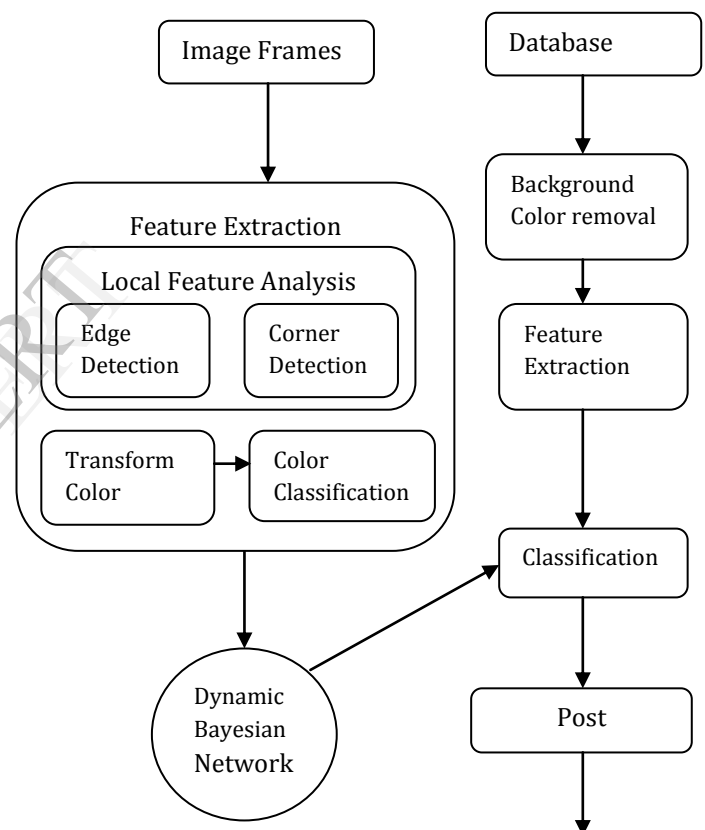 Image Frames
Database
Background
Color removal
Feature Extraction
Local Feature Analysis
Edge
Detection
Corner
Detection
Feature
Extraction
Transform
Color
Color
Classification
Classification
Dynamic
Bayesian
Network
Post